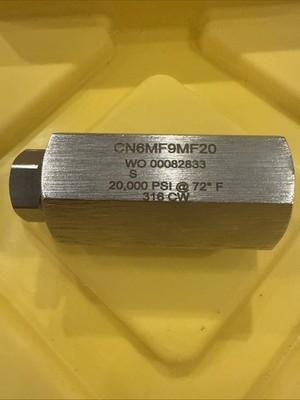 CN6MF9MF20
WO 00082833
S
20,000 PSI @ 72° F
316 CW